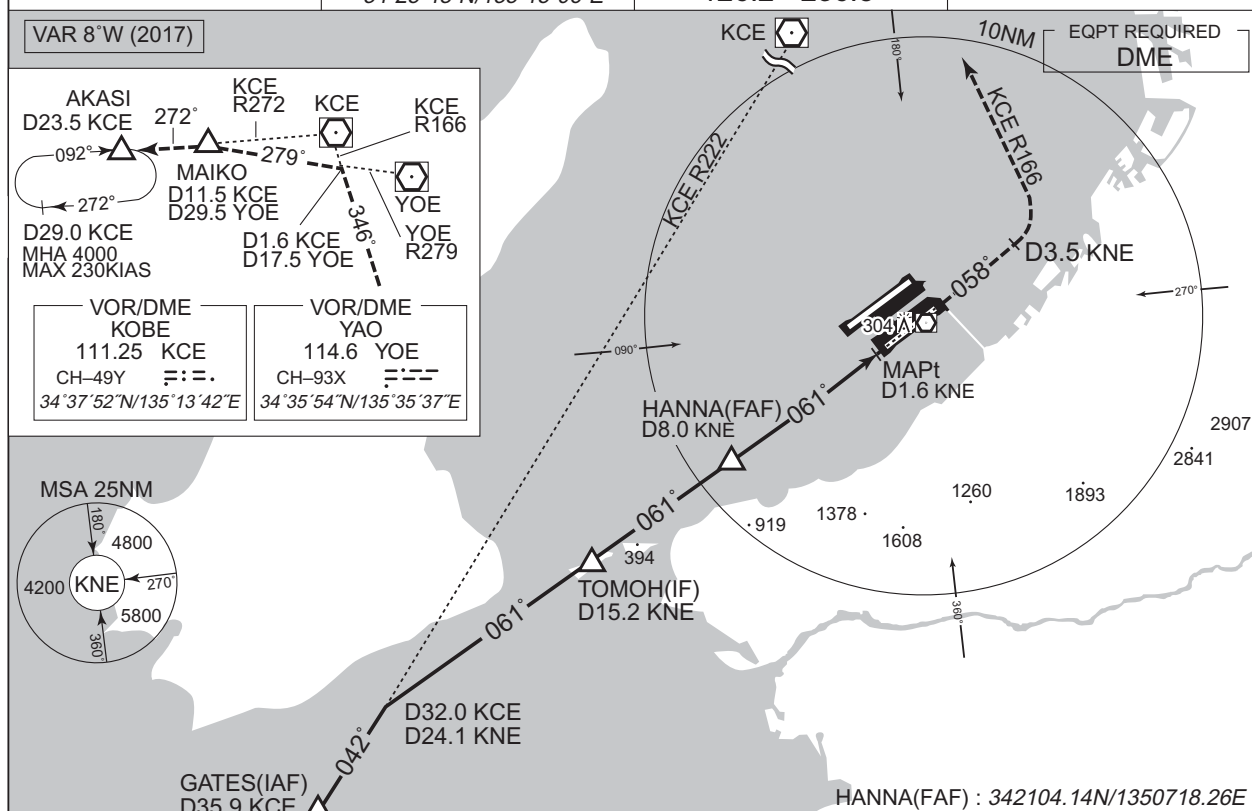 VAR 8°W (2017)
KCE
10NM
EQPT REQUIRED
DME
180°
AKASI
D23.5 KCE
272°
KCE
R272
KCE
KCE
R166
092°
279°
MAIKO
D11.5 KCE
D29.5 YOE
272°
YOE
346°
YOE
R279
D29.0 KCE
MHA 4000
MAX 230KIAS
D1.6 KCE
D17.5 YOE
VOR/DME
KOBE
111.25 KCE
CH–49Y
34°37´52˝N/135°13´42˝E
VOR/DME
YAO
114.6 YOE
CH–93X
34°35´54˝N/135°35´37˝E
KCE R222
KCE R166
D3.5 KNE
058°
270°
090°
304
MAPt
D1.6 KNE
061°
HANNA(FAF)
D8.0 KNE
2907
2841
1893
1260
1378
1608
919
061°
394
TOMOH(IF)
D15.2 KNE
360°
MSA 25NM
180°
4800
4200
KNE
270°
5800
360°
061°
D32.0 KCE
D24.1 KNE
042°
GATES(IAF)
D35.9 KCE
HANNA(FAF) : 342104.14N/1350718.26E